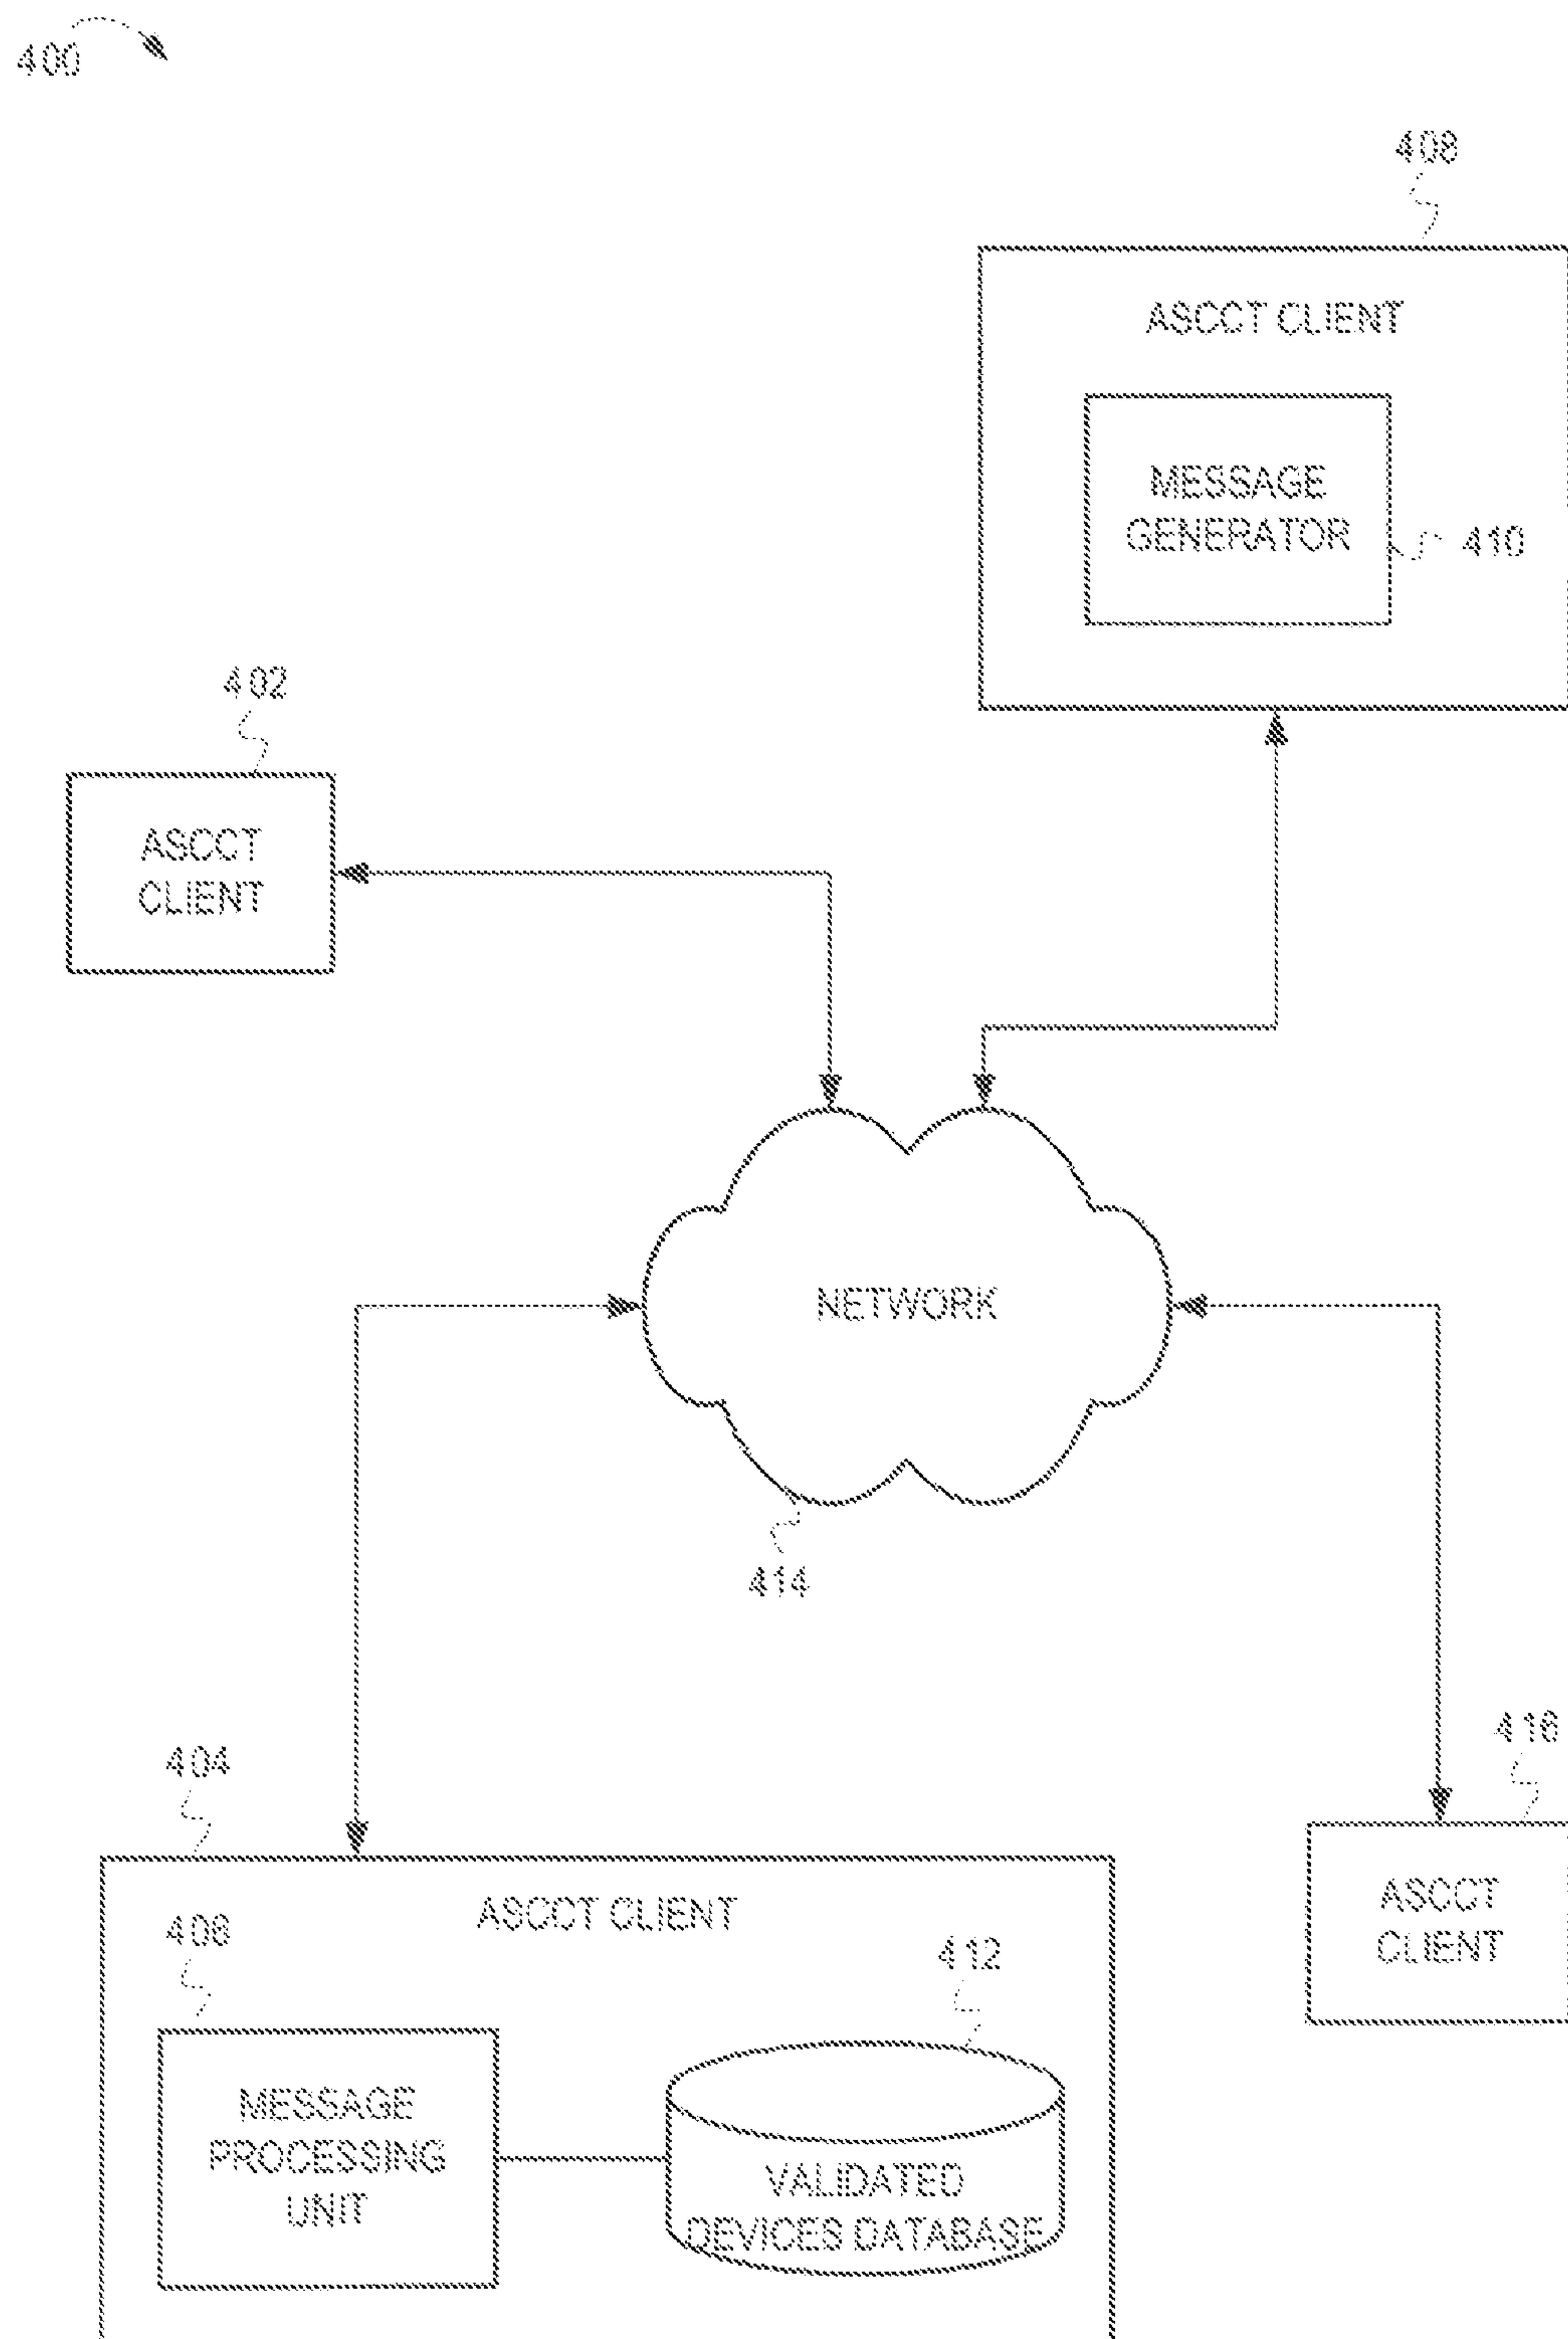 400
408
ASCCT CLIENT
MESSAGE
GENERATOR
410
402
ASCCT
CLIENT
NETWORK
414
404
416
ASCCT CLIENT
ASCCT
CLIENT
406
412
MESSAGE
PROCESSING
UNIT
VALIDATED
DEVICES DATABASE